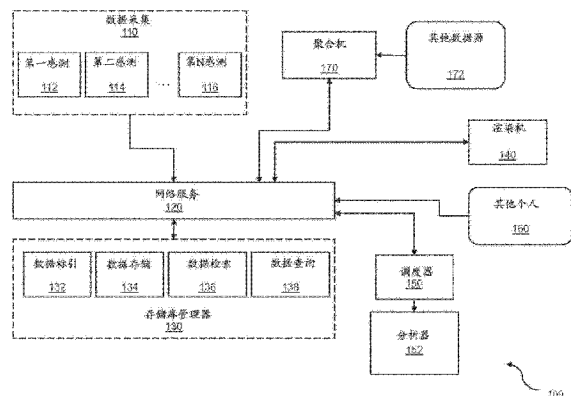 数据采集
110
第一感测
112
第二感测
114
...
第N感测
116
聚合机
170
其他数据源
172
渲染机
140
网络服务
120
其他个人
160
数据标引
132
数据存储
134
数据检索
136
数据查询
138
存储库管理器
130
调度器
150
分析器
152
100